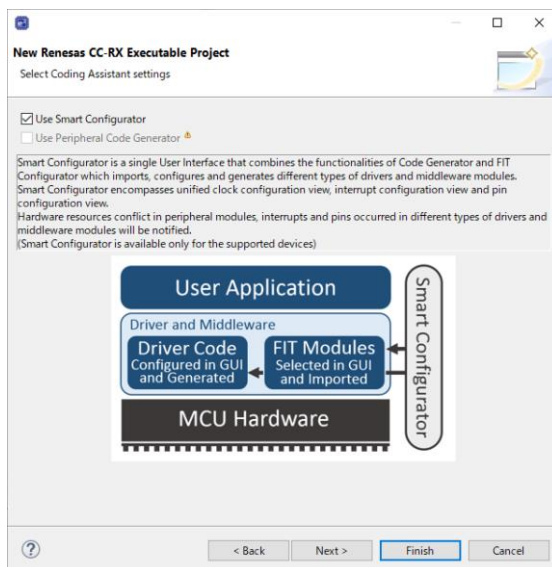 New Renesas CC-RX Executable Project
Select Coding Assistant settings
Use Smart Configurator
Use Peripheral Code Generator
Smart Configurator is a single User Interface that combines the functionalities of Code Generator and FIT
Configurator which imports, configures and generates different types of drivers and middleware modules.
Smart Configurator encompasses unified clock configuration view, interrupt configuration view and pin
configuration view.
Hardware resources conflict in peripheral modules, interrupts and pins occurred in different types of drivers and
middleware modules will be notified.
(Smart Configurator is available only for the supported devices)
User Application
Driver and Middleware
Driver Code
Configured in GUI
and Generated
FIT Modules
Selected in GUI
and Imported
MCU Hardware
Smart Configurator
?
< Back
Next >
Finish
Cancel